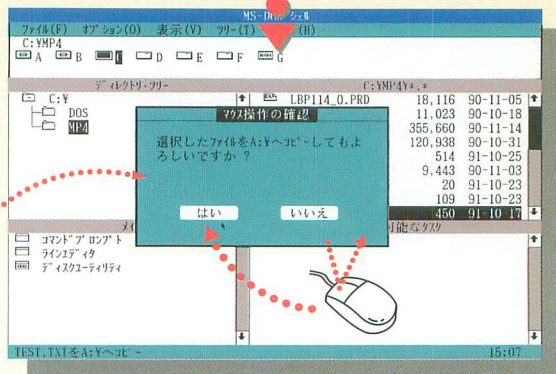 MS-DOS シェル
ファイル(F) オプション(O) 表示(V) ツリー(T) (H)
C:¥MP4
A B C D E F G
ディレクトリ・ツリー
C:¥MP4¥*.*
C:¥
DOS
MP4
LBP114_0.PRD 18,116 90-11-05
11,023 90-10-18
355,660 90-11-14
120,938 90-10-31
514 91-10-25
9,443 90-11-03
20 91-10-23
109 91-10-23
450 91-10-17
マウス操作の確認
選択したファイルをA:¥へコピーしてもよ
ろしいですか ?
はい いいえ
メイ
可能なタスク
コマンドプロンプト
ラインエディタ
ディスクユーティリティ
TEST.TXTをA:¥へコピー
15:07